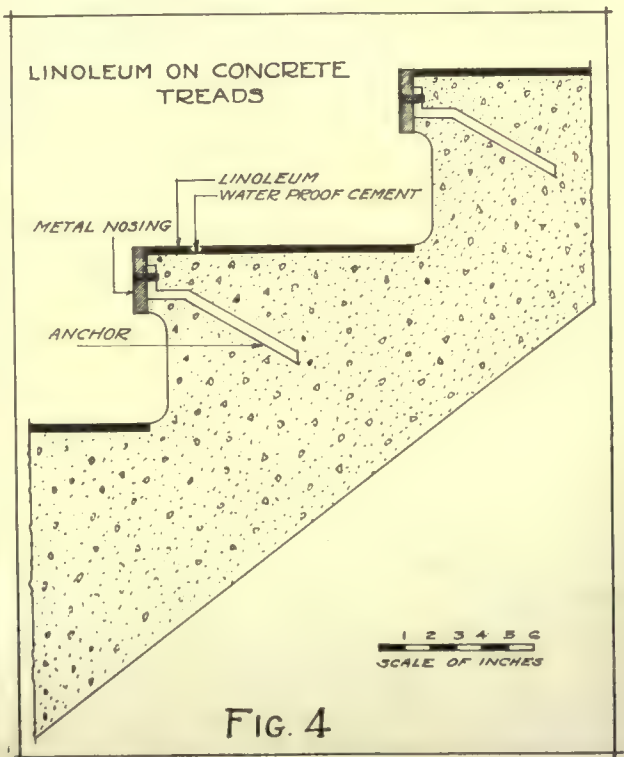 LINOLEUM ON CONCRETE
TREADS
LINOLEUM
WATER PROOF CEMENT
METAL NOSING
ANCHOR
1 2 3 4 5 6
SCALE OF INCHES
FIG. 4